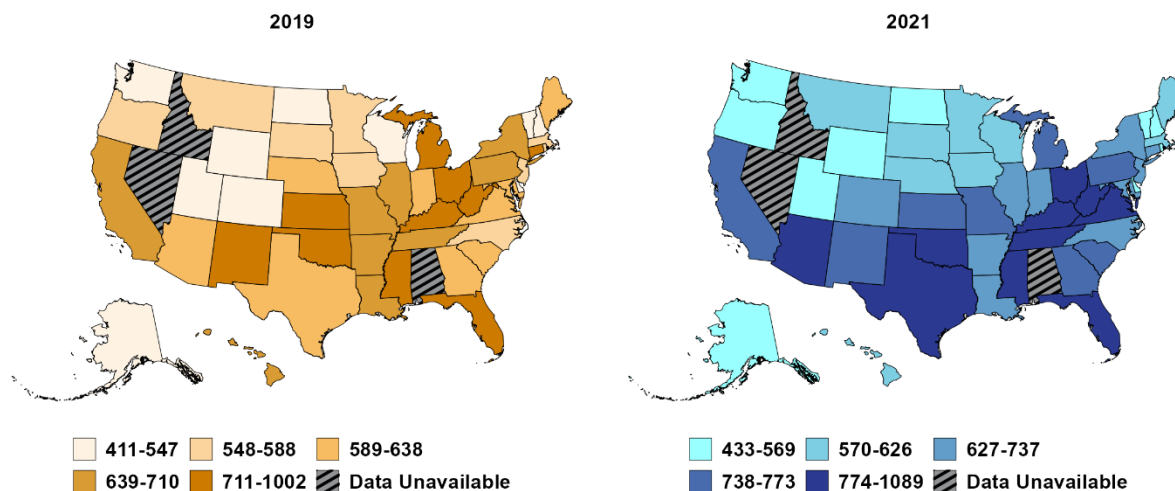 2019
2021
411-547 548-588 589-638
639-710 711-1002 Data Unavailable
433-569 570-626 627-737
738-773 774-1089 Data Unavailable